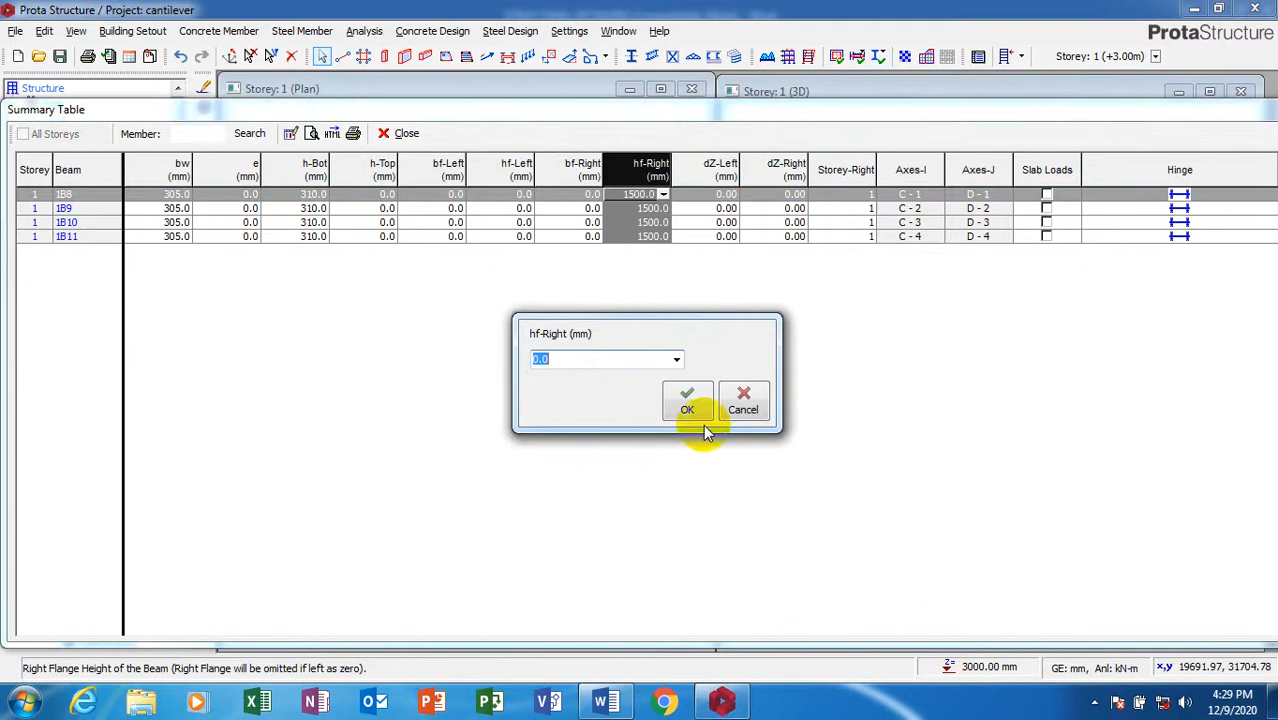 Prota Structure / Project: cantilever
File Edit View Building Setout Concrete Member Steel Member Analysis Concrete Design Steel Design Settings Window Help
ProtaStructure
Storey: 1 (+3.00m)
Structure
Storey: 1 (Plan)
Storey: 1 (3D)
Summary Table
All Storeys Member: Search HTML Close
Storey Beam bw (mm) e (mm) h-Bot (mm) h-Top (mm) bf-Left (mm) hf-Left (mm) bf-Right (mm) hf-Right (mm) dZ-Left (mm) dZ-Right (mm) Storey-Right Axes-I Axes-J Slab Loads Hinge
1 1B8 305.0 0.0 310.0 0.0 0.0 0.0 0.0 1500.0 0.00 0.00 1 C - 1 D - 1
1 1B9 305.0 0.0 310.0 0.0 0.0 0.0 0.0 1500.0 0.00 0.00 1 C - 2 D - 2
1 1B10 305.0 0.0 310.0 0.0 0.0 0.0 0.0 1500.0 0.00 0.00 1 C - 3 D - 3
1 1B11 305.0 0.0 310.0 0.0 0.0 0.0 0.0 1500.0 0.00 0.00 1 C - 4 D - 4
hf-Right (mm)
0.0
OK Cancel
Right Flange Height of the Beam (Right Flange will be omitted if left as zero).
Z= 3000.00 mm GE: mm, Anl: kN-m x,y 19691.97, 31704.78
4:29 PM
12/9/2020